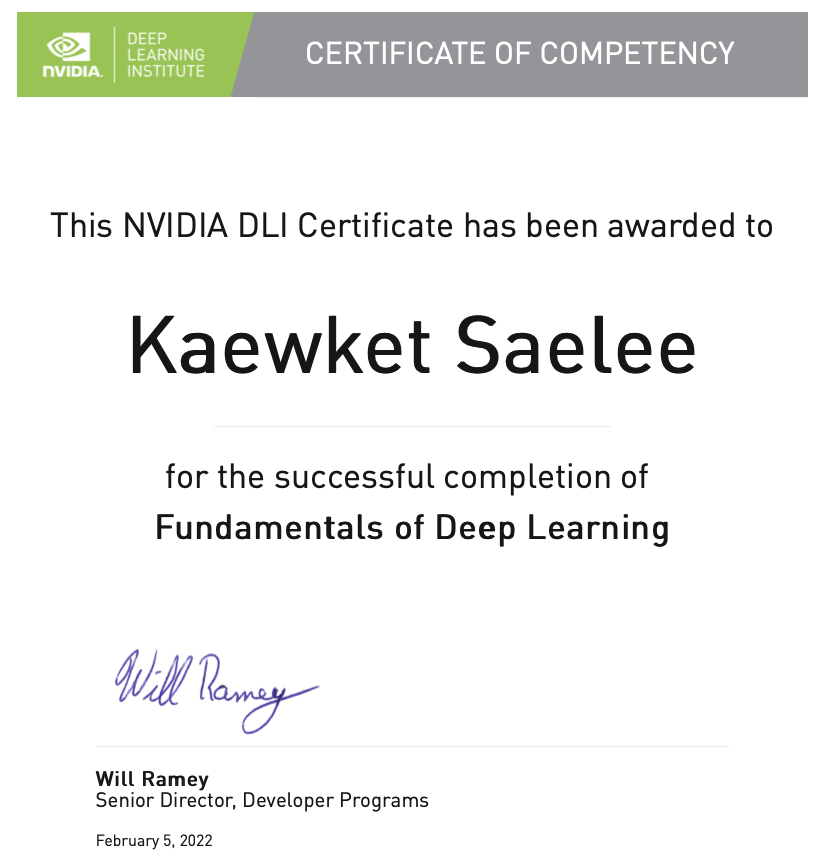 NVIDIA
DEEP
LEARNING
INSTITUTE
CERTIFICATE OF COMPETENCY
This NVIDIA DLI Certificate has been awarded to
Kaewket Saelee
for the successful completion of
Fundamentals of Deep Learning
Will Ramey
Will Ramey
Senior Director, Developer Programs
February 5, 2022